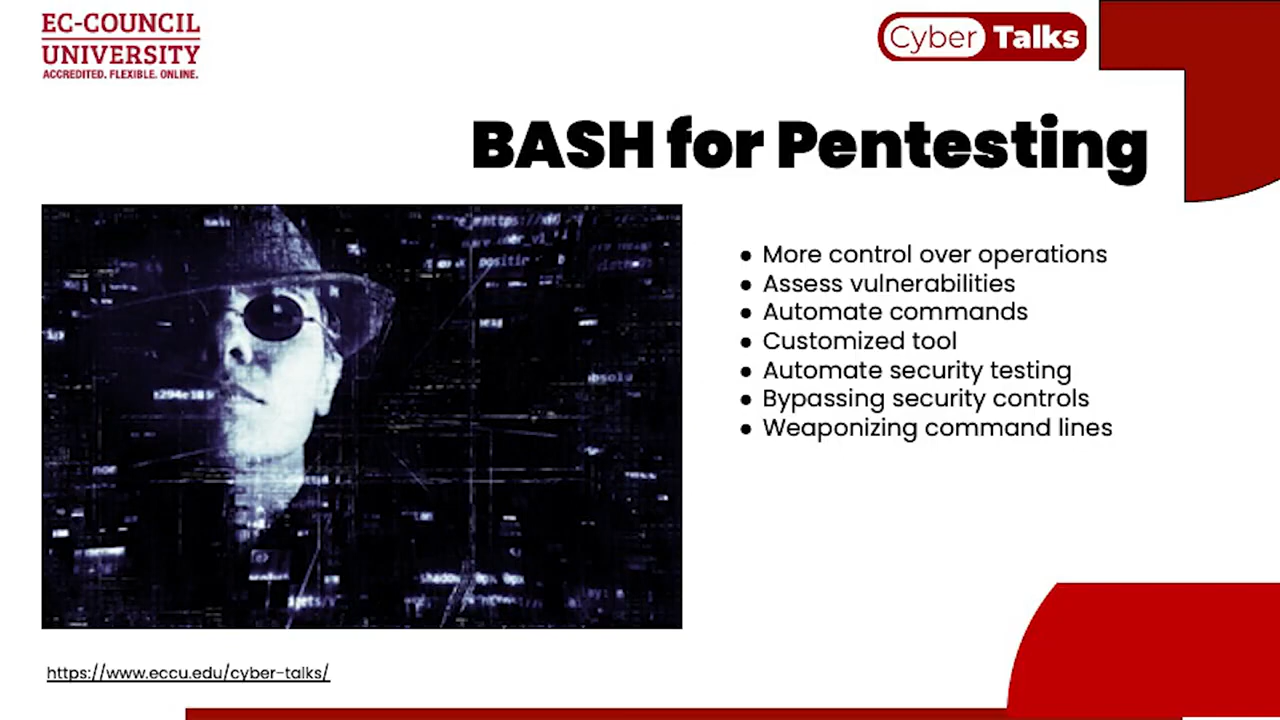 EC-COUNCIL
UNIVERSITY
ACCREDITED. FLEXIBLE. ONLINE.
Cyber Talks
BASH for Pentesting
● More control over operations
● Assess vulnerabilities
● Automate commands
● Customized tool
● Automate security testing
● Bypassing security controls
● Weaponizing command lines
https://www.eccu.edu/cyber-talks/